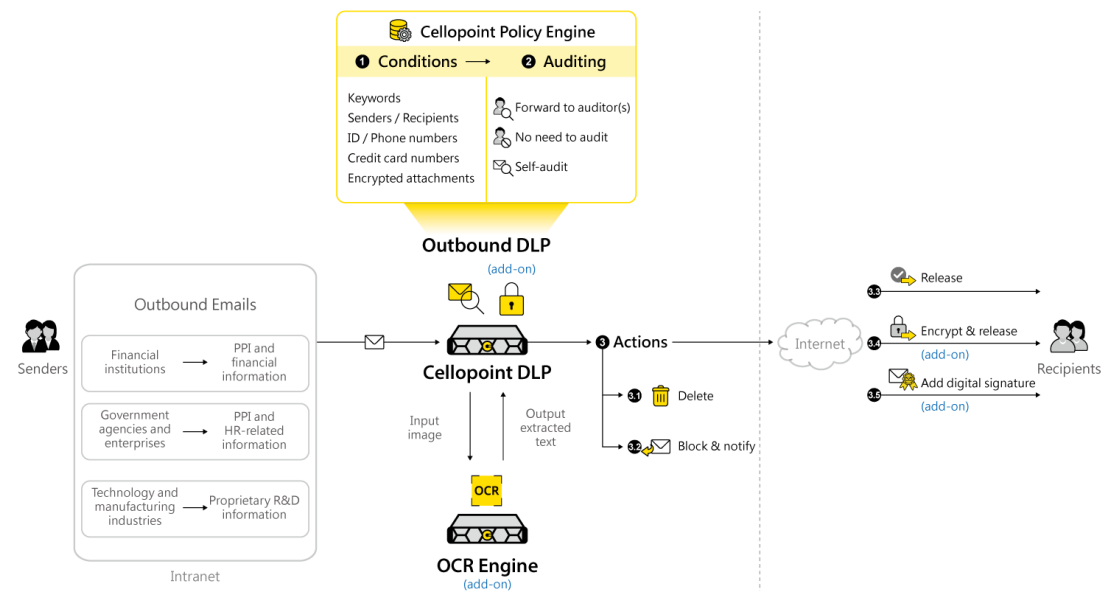 Cellopoint Policy Engine
1 Conditions
2 Auditing
Keywords
Senders / Recipients
ID / Phone numbers
Credit card numbers
Encrypted attachments
Forward to auditor(s)
No need to audit
Self-audit
Outbound DLP
(add-on)
Senders
Outbound Emails
Financial
institutions
PPI and
financial
information
Government
agencies and
enterprises
PPI and
HR-related
information
Technology and
manufacturing
industries
Proprietary R&D
information
Intranet
Cellopoint DLP
Input
image
Output
extracted
text
OCR
OCR Engine
(add-on)
3 Actions
3.1 Delete
3.2 Block & notify
Internet
3.3 Release
3.4 Encrypt & release
(add-on)
3.5 Add digital signature
(add-on)
Recipients